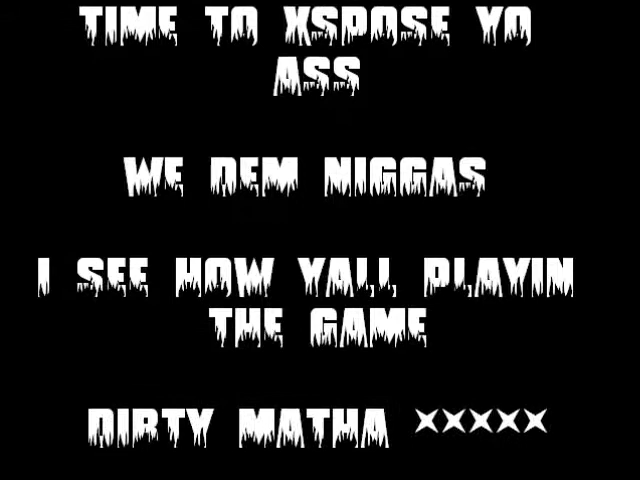 TIME TO XSPOSE YO
ASS
WE DEM NIGGAS
I SEE HOW YALL PLAYIN
THE GAME
DIRTY MATHA XXXXX